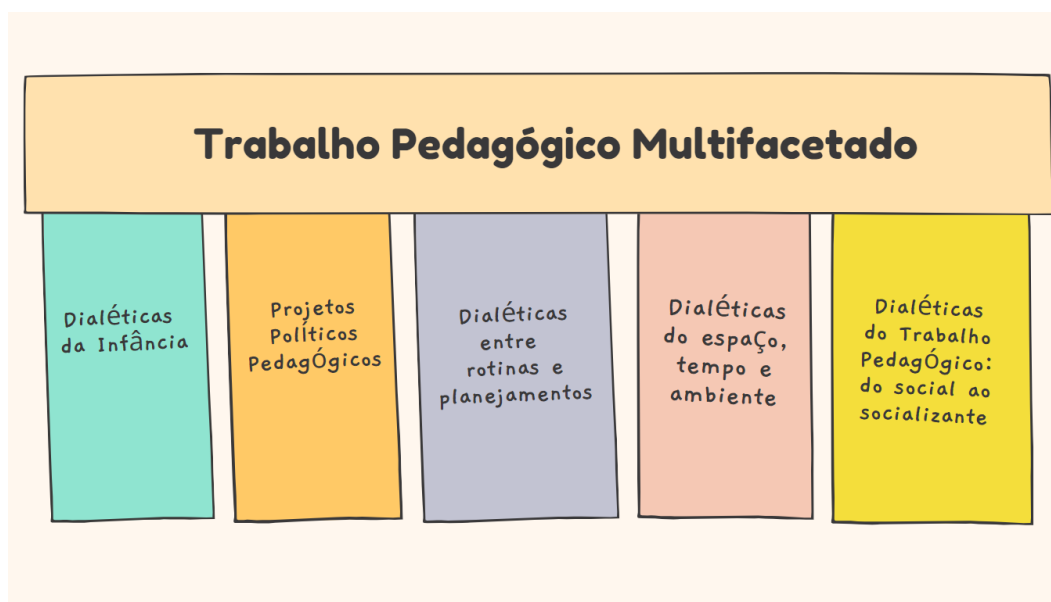 Trabalho Pedagógico Multifacetado
Dialéticas
da Infância
Projetos
Políticos
PedagÓgicos
Dialéticas
entre
rotinas e
planejamentos
Dialéticas
do espaÇo,
tempo e
ambiente
Dialéticas
do Trabalho
PedagÓgico:
do social ao
socializante